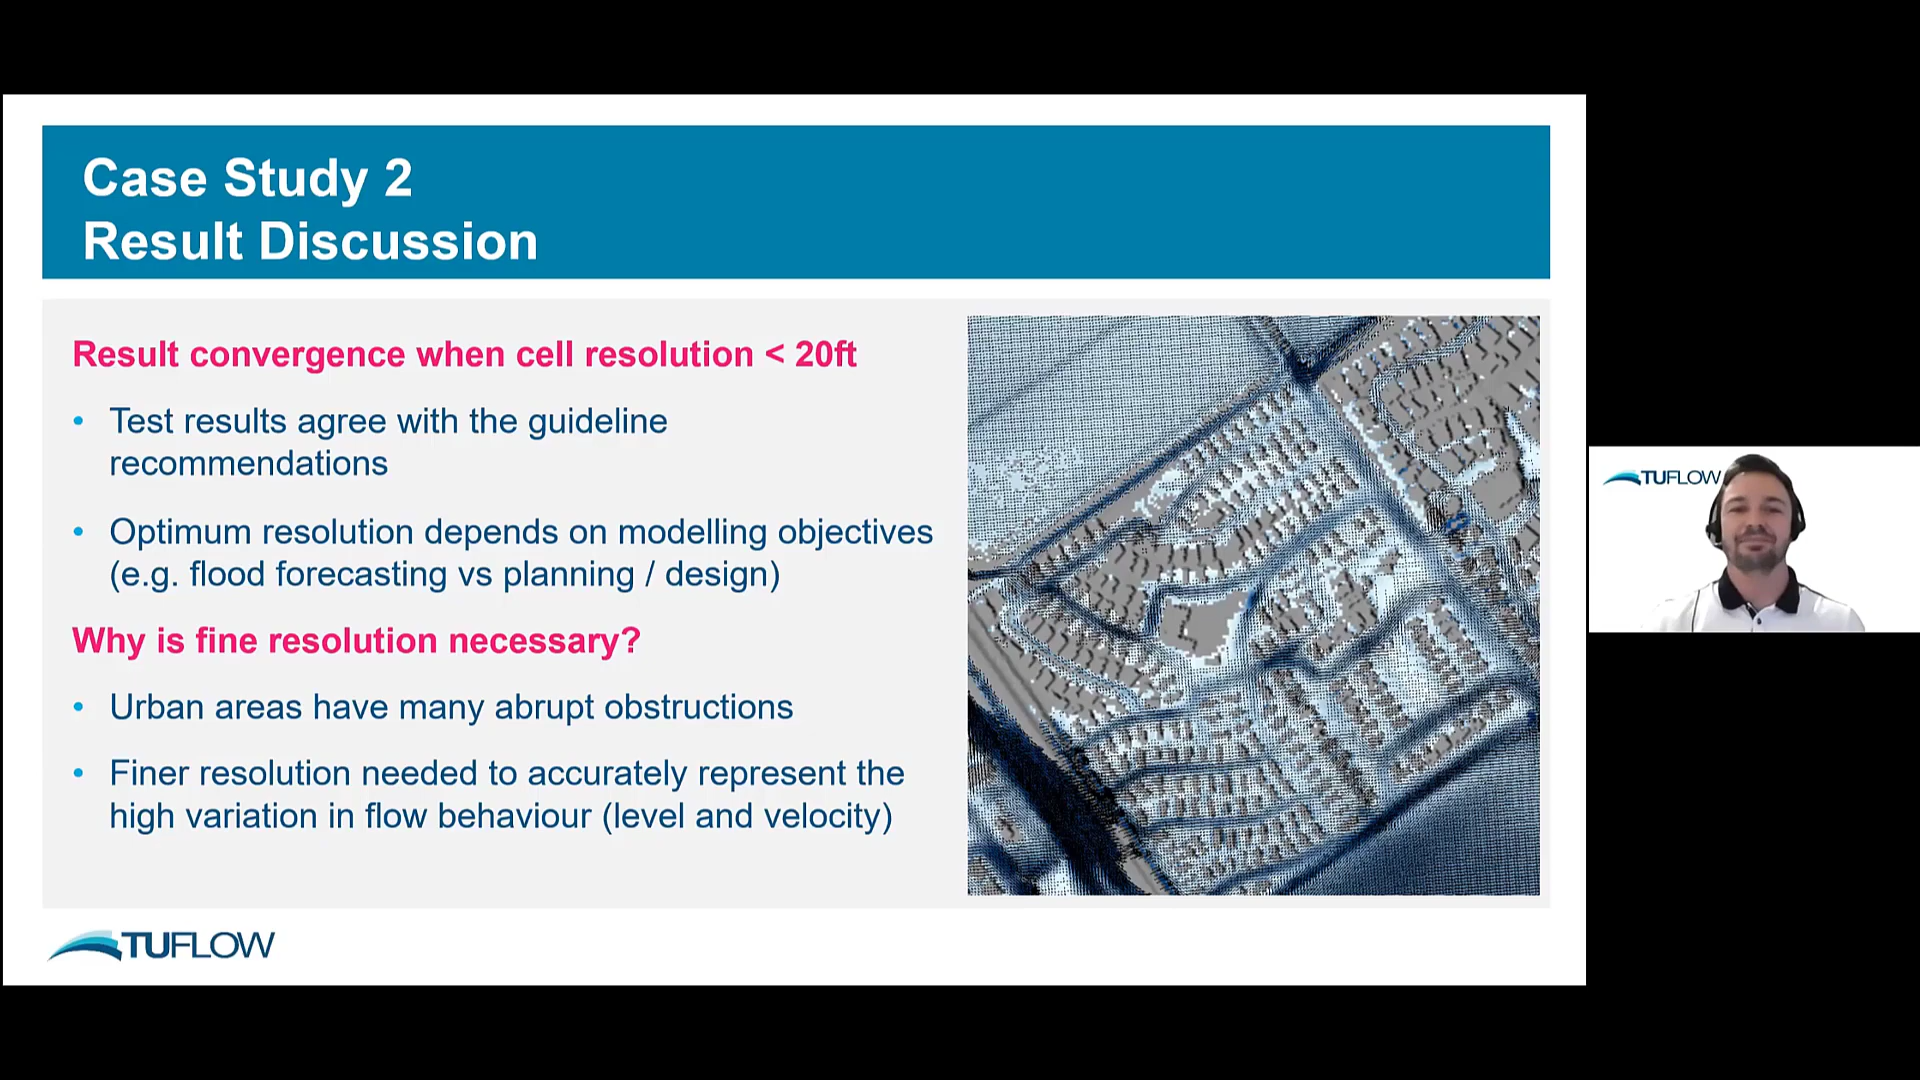 Case Study 2
Result Discussion
Result convergence when cell resolution < 20ft
• Test results agree with the guideline
recommendations
• Optimum resolution depends on modelling objectives
(e.g. flood forecasting vs planning / design)
Why is fine resolution necessary?
• Urban areas have many abrupt obstructions
• Finer resolution needed to accurately represent the
high variation in flow behaviour (level and velocity)
TUFLOW
TUFLOW